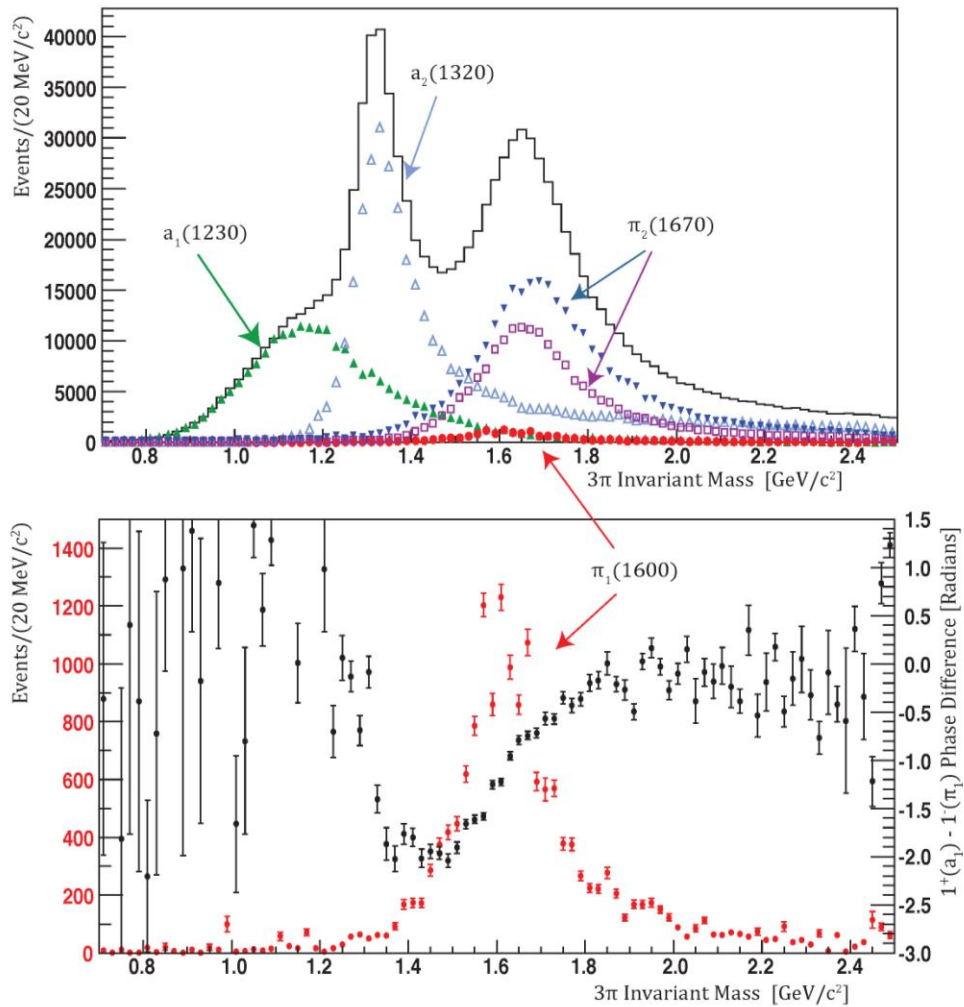 Events/(20 MeV/c²)
40000
35000
30000
25000
20000
15000
10000
5000
0
a₂(1320)
a₁(1230)
π₂(1670)
0.8 1.0 1.2 1.4 1.6 1.8 2.0 2.2 2.4
3π Invariant Mass [GeV/c²]
Events/(20 MeV/c²)
1400
1200
1000
800
600
400
200
0
π₁(1600)
1.5
1.0
0.5
0.0
-0.5
-1.0
-1.5
-2.0
-2.5
-3.0
1⁺(a₁) - 1⁻(π₁) Phase Difference [Radians]
0.8 1.0 1.2 1.4 1.6 1.8 2.0 2.2 2.4
3π Invariant Mass [GeV/c²]